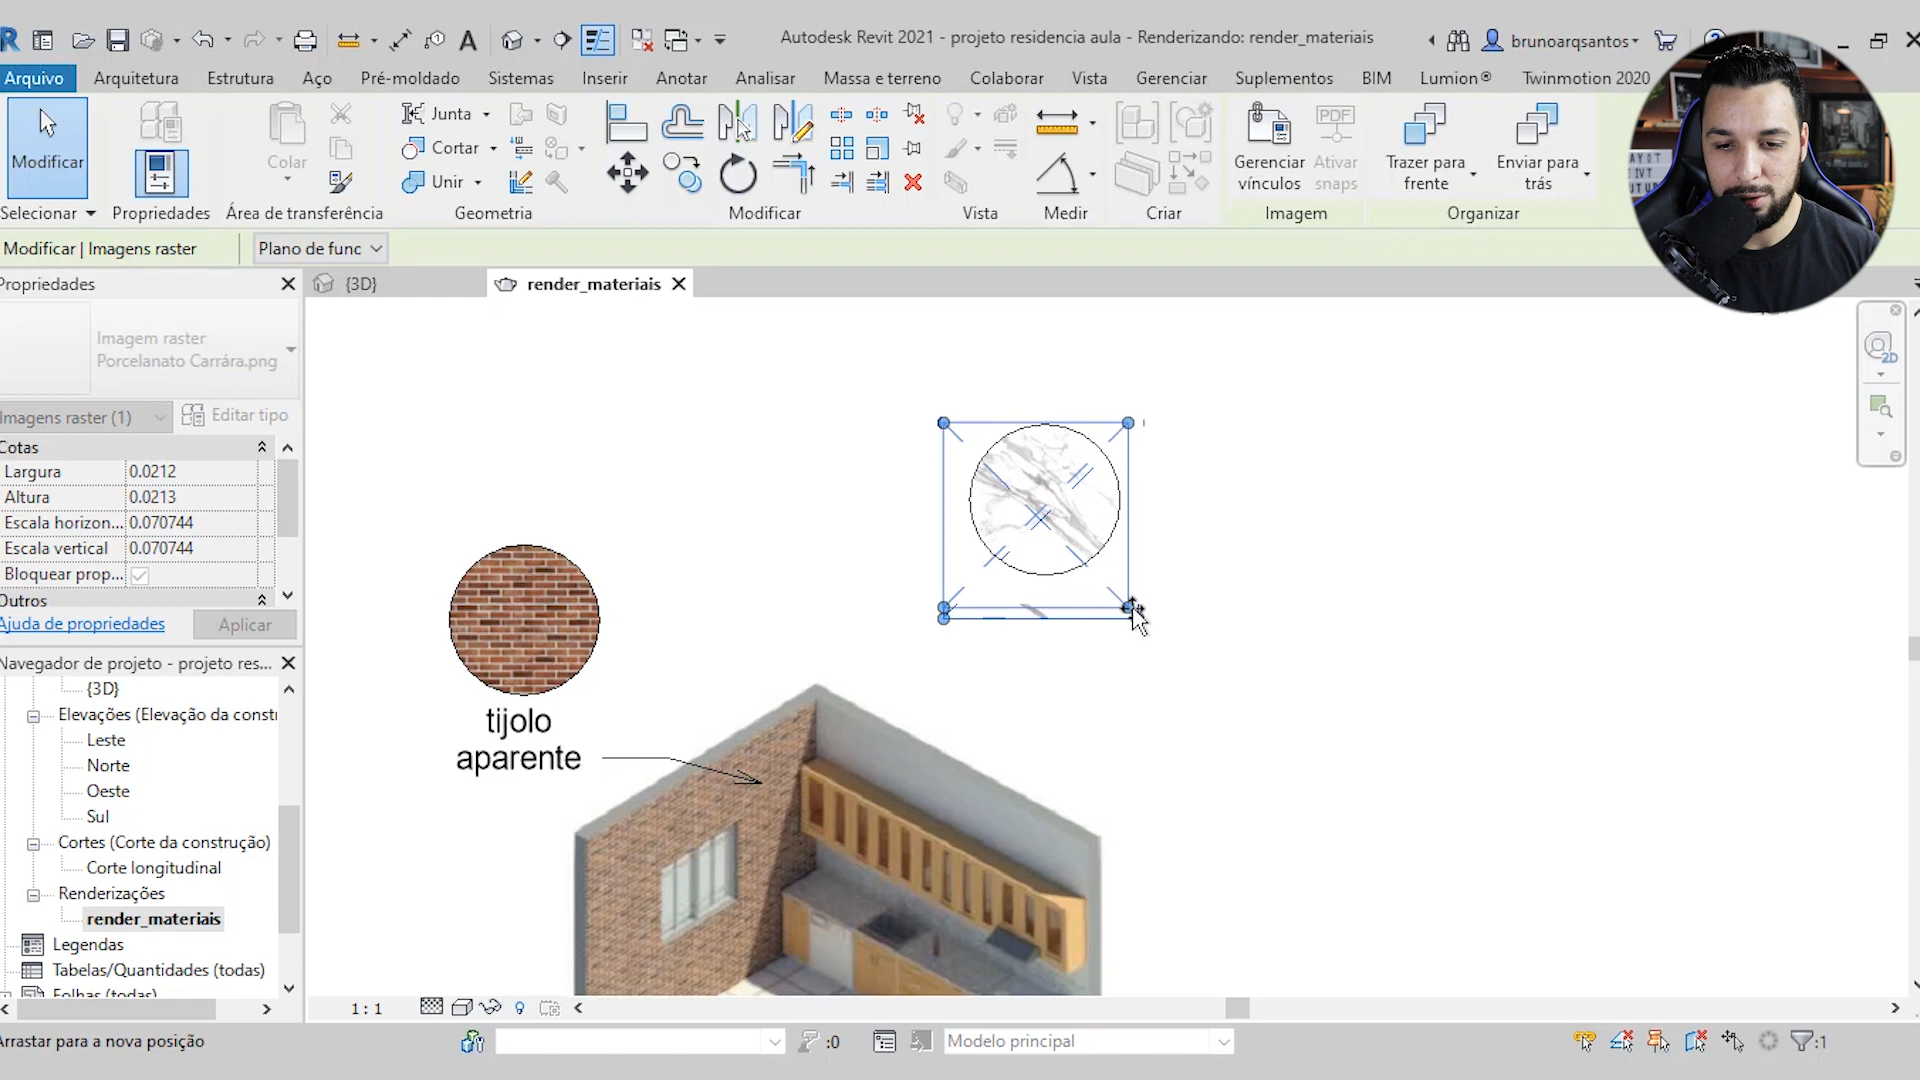 Autodesk Revit 2021 - projeto residencia aula - Renderizando: render_materiais
brunoarqsantos
Arquivo Arquitetura Estrutura Aço Pré-moldado Sistemas Inserir Anotar Analisar Massa e terreno Colaborar Vista Gerenciar Suplementos BIM Lumion® Twinmotion 2020
Modificar
Colar
Junta
Cortar
Unir
Gerenciar vínculos
PDF
Ativar snaps
Trazer para frente
Enviar para trás
Selecionar Propriedades Área de transferência Geometria Modificar Vista Medir Criar Imagem Organizar
Modificar | Imagens raster Plano de func
Propriedades
{3D}
render_materiais
Imagem raster
Porcelanato Carrára.png
Imagens raster (1) Editar tipo
Cotas
Largura 0.0212
Altura 0.0213
Escala horizon... 0.070744
Escala vertical 0.070744
Bloquear prop...
Outros
Ajuda de propriedades Aplicar
Navegador de projeto - projeto res...
{3D}
Elevações (Elevação da constr
Leste
Norte
Oeste
Sul
Cortes (Corte da construção)
Corte longitudinal
Renderizações
render_materiais
Legendas
Tabelas/Quantidades (todas)
Folhas (todas)
tijolo
aparente
2D
1 : 1
Arrastar para a nova posição
:0
Modelo principal
:1